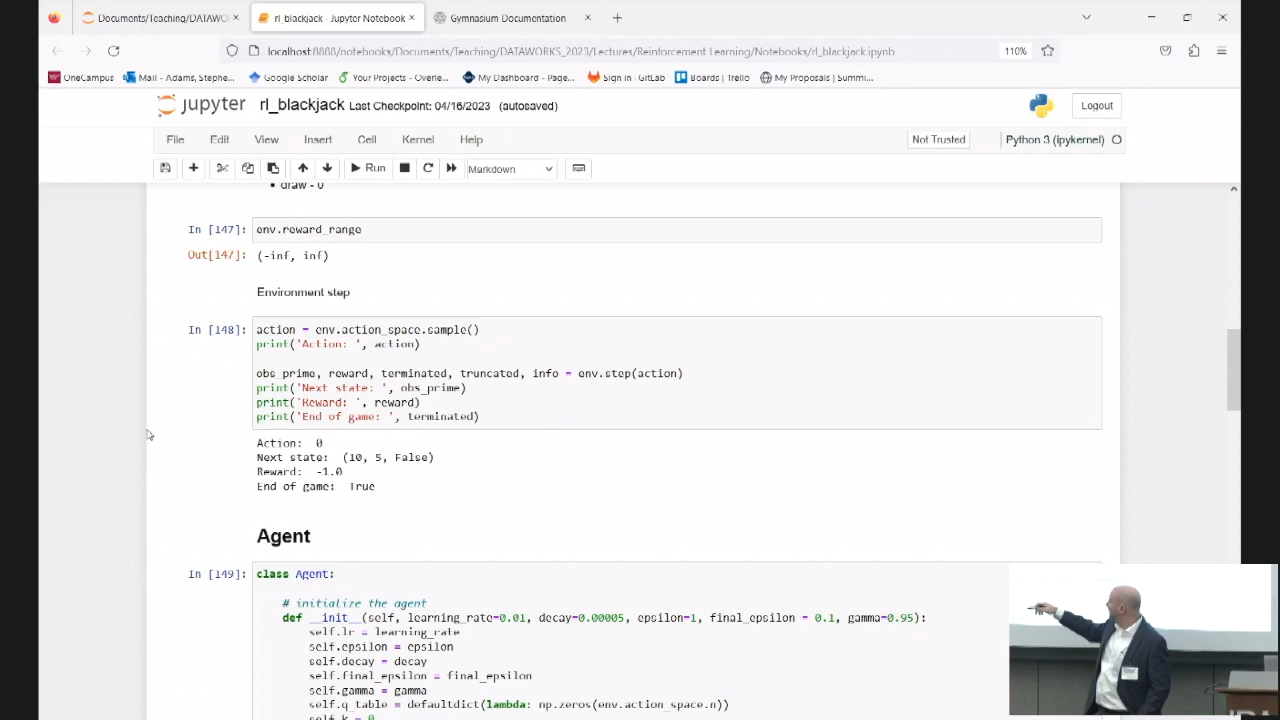 Documents/Teaching/DATAWO
rl_blackjack - Jupyter Notebook
Gymnasium Documentation
localhost:8888/notebooks/Documents/Teaching/DATAWORKS_2023/Lectures/Reinforcement Learning/Notebooks/rl_blackjack.ipynb
110%
OneCampus
Mail - Adams, Stephe...
Google Scholar
Your Projects - Overle...
My Dashboard - Page...
Sign in · GitLab
Boards | Trello
My Proposals | Summi...
jupyter rl_blackjack Last Checkpoint: 04/16/2023 (autosaved)
Logout
File Edit View Insert Cell Kernel Help
Not Trusted
Python 3 (ipykernel)
Run
Markdown
• draw - 0
In [147]: env.reward_range
Out[147]: (-inf, inf)
Environment step
In [148]: action = env.action_space.sample()
print('Action: ', action)
obs_prime, reward, terminated, truncated, info = env.step(action)
print('Next state: ', obs_prime)
print('Reward: ', reward)
print('End of game: ', terminated)
Action: 0
Next state: (10, 5, False)
Reward: -1.0
End of game: True
Agent
In [149]: class Agent:
# initialize the agent
def __init__(self, learning_rate=0.01, decay=0.00005, epsilon=1, final_epsilon = 0.1, gamma=0.95):
self.lr = learning_rate
self.epsilon = epsilon
self.decay = decay
self.final_epsilon = final_epsilon
self.gamma = gamma
self.q_table = defaultdict(lambda: np.zeros(env.action_space.n))
self.k = 0